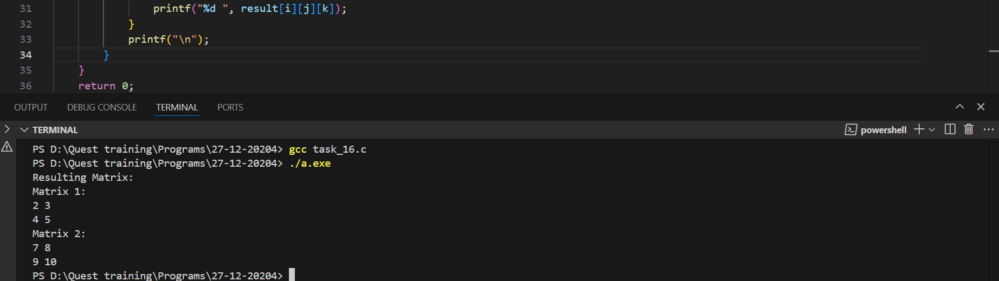 31 printf("%d ", result[i][j][k]);
32 }
33 printf("\n");
34 }
35 }
36 return 0;
OUTPUT DEBUG CONSOLE TERMINAL PORTS
TERMINAL powershell
PS D:\Quest training\Programs\27-12-20204> gcc task_16.c
PS D:\Quest training\Programs\27-12-20204> ./a.exe
Resulting Matrix:
Matrix 1:
2 3
4 5
Matrix 2:
7 8
9 10
PS D:\Quest training\Programs\27-12-20204>